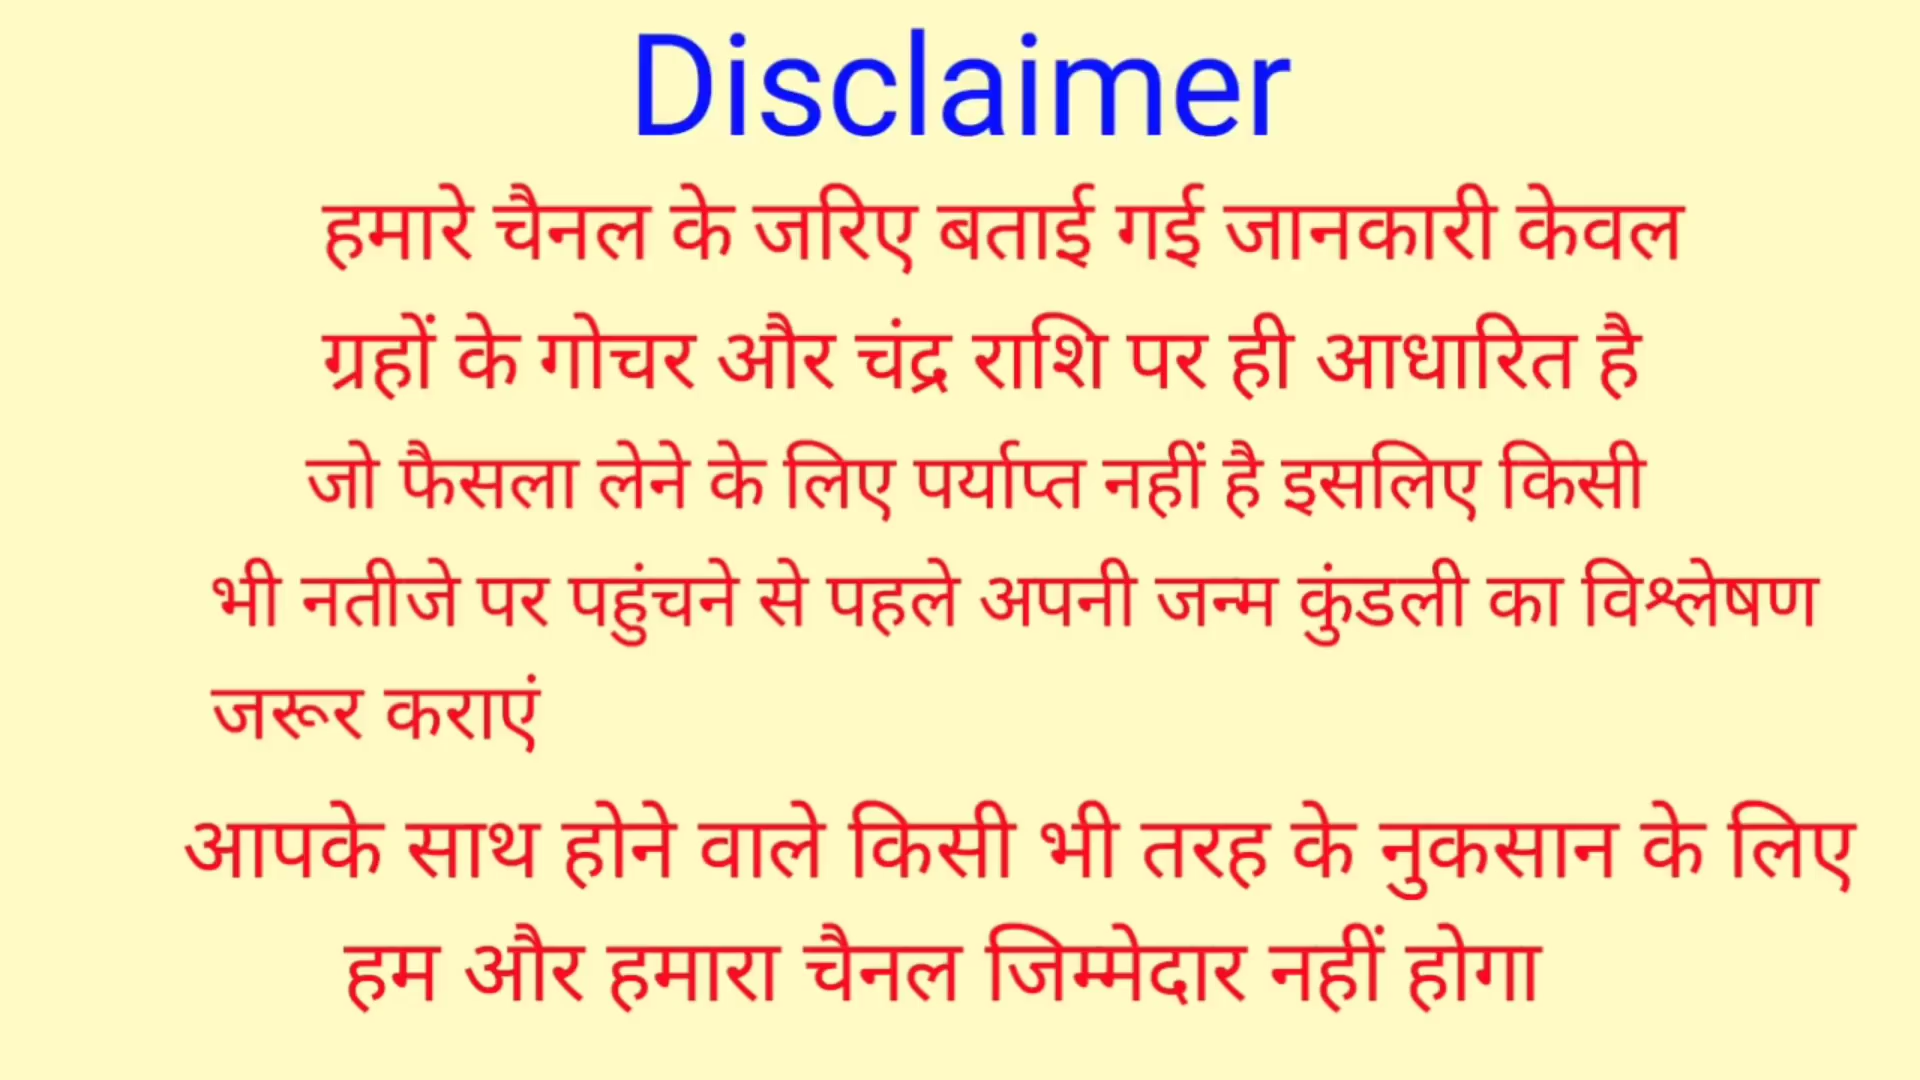 Disclaimer
हमारे चैनल के जरिए बताई गई जानकारी केवल
ग्रहों के गोचर और चंद्र राशि पर ही आधारित है
जो फैसला लेने के लिए पर्याप्त नहीं है इसलिए किसी
भी नतीजे पर पहुंचने से पहले अपनी जन्म कुंडली का विश्लेषण
जरूर कराएं
आपके साथ होने वाले किसी भी तरह के नुकसान के लिए
हम और हमारा चैनल जिम्मेदार नहीं होगा